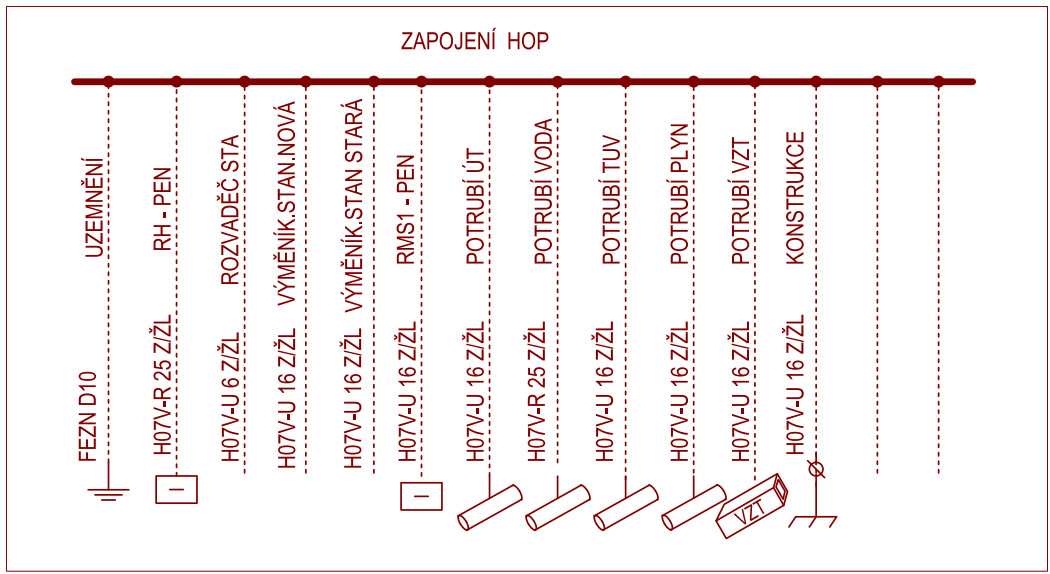 ZAPOJENÍ HOP
UZEMNĚNÍ
FEZN D10
RH - PEN
H07V-R 25 Z/ŽL
ROZVADĚČ STA
H07V-U 6 Z/ŽL
VÝMĚNÍK.STAN.NOVÁ
H07V-U 16 Z/ŽL
VÝMĚNÍK.STAN STARÁ
H07V-U 16 Z/ŽL
RMS1 - PEN
H07V-U 16 Z/ŽL
POTRUBÍ ÚT
H07V-U 16 Z/ŽL
POTRUBÍ VODA
H07V-R 25 Z/ŽL
POTRUBÍ TUV
H07V-U 16 Z/ŽL
POTRUBÍ PLYN
H07V-U 16 Z/ŽL
POTRUBÍ VZT
H07V-U 16 Z/ŽL
KONSTRUKCE
H07V-U 16 Z/ŽL
VZT